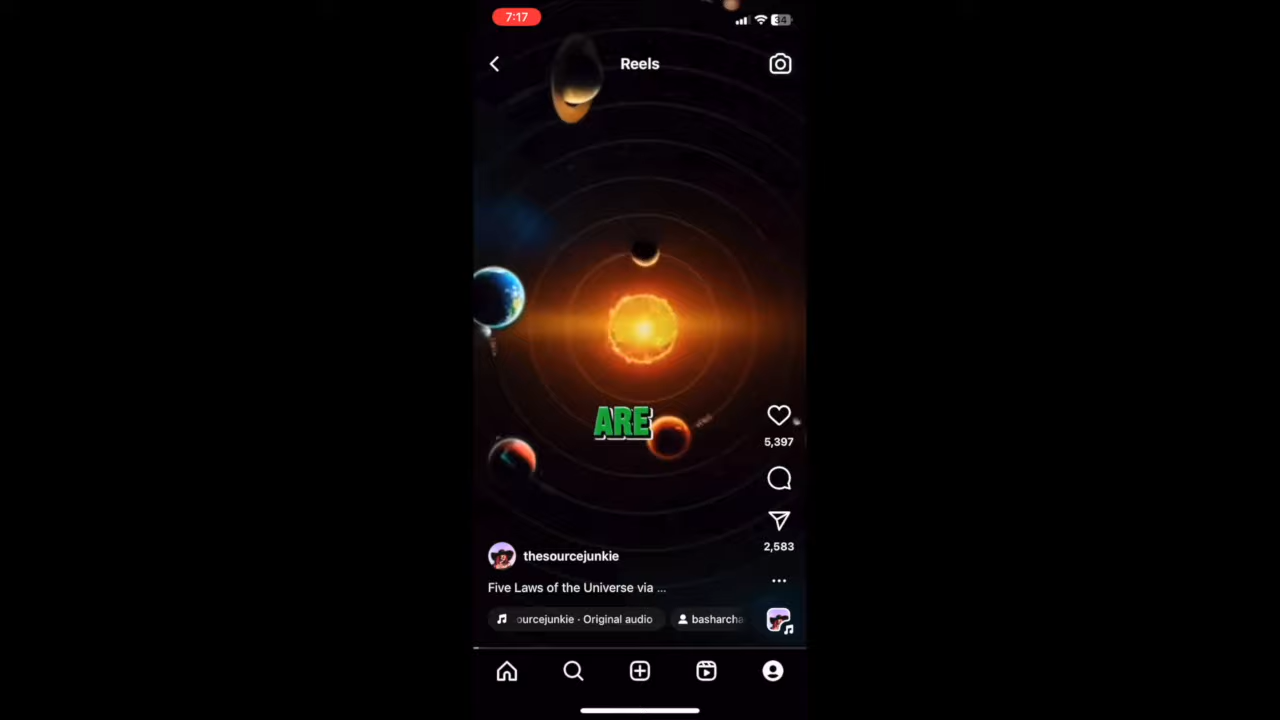 7:17
34
Reels
ARE
5,397
2,583
thesourcejunkie
Five Laws of the Universe via ...
ourcejunkie · Original audio
basharcha